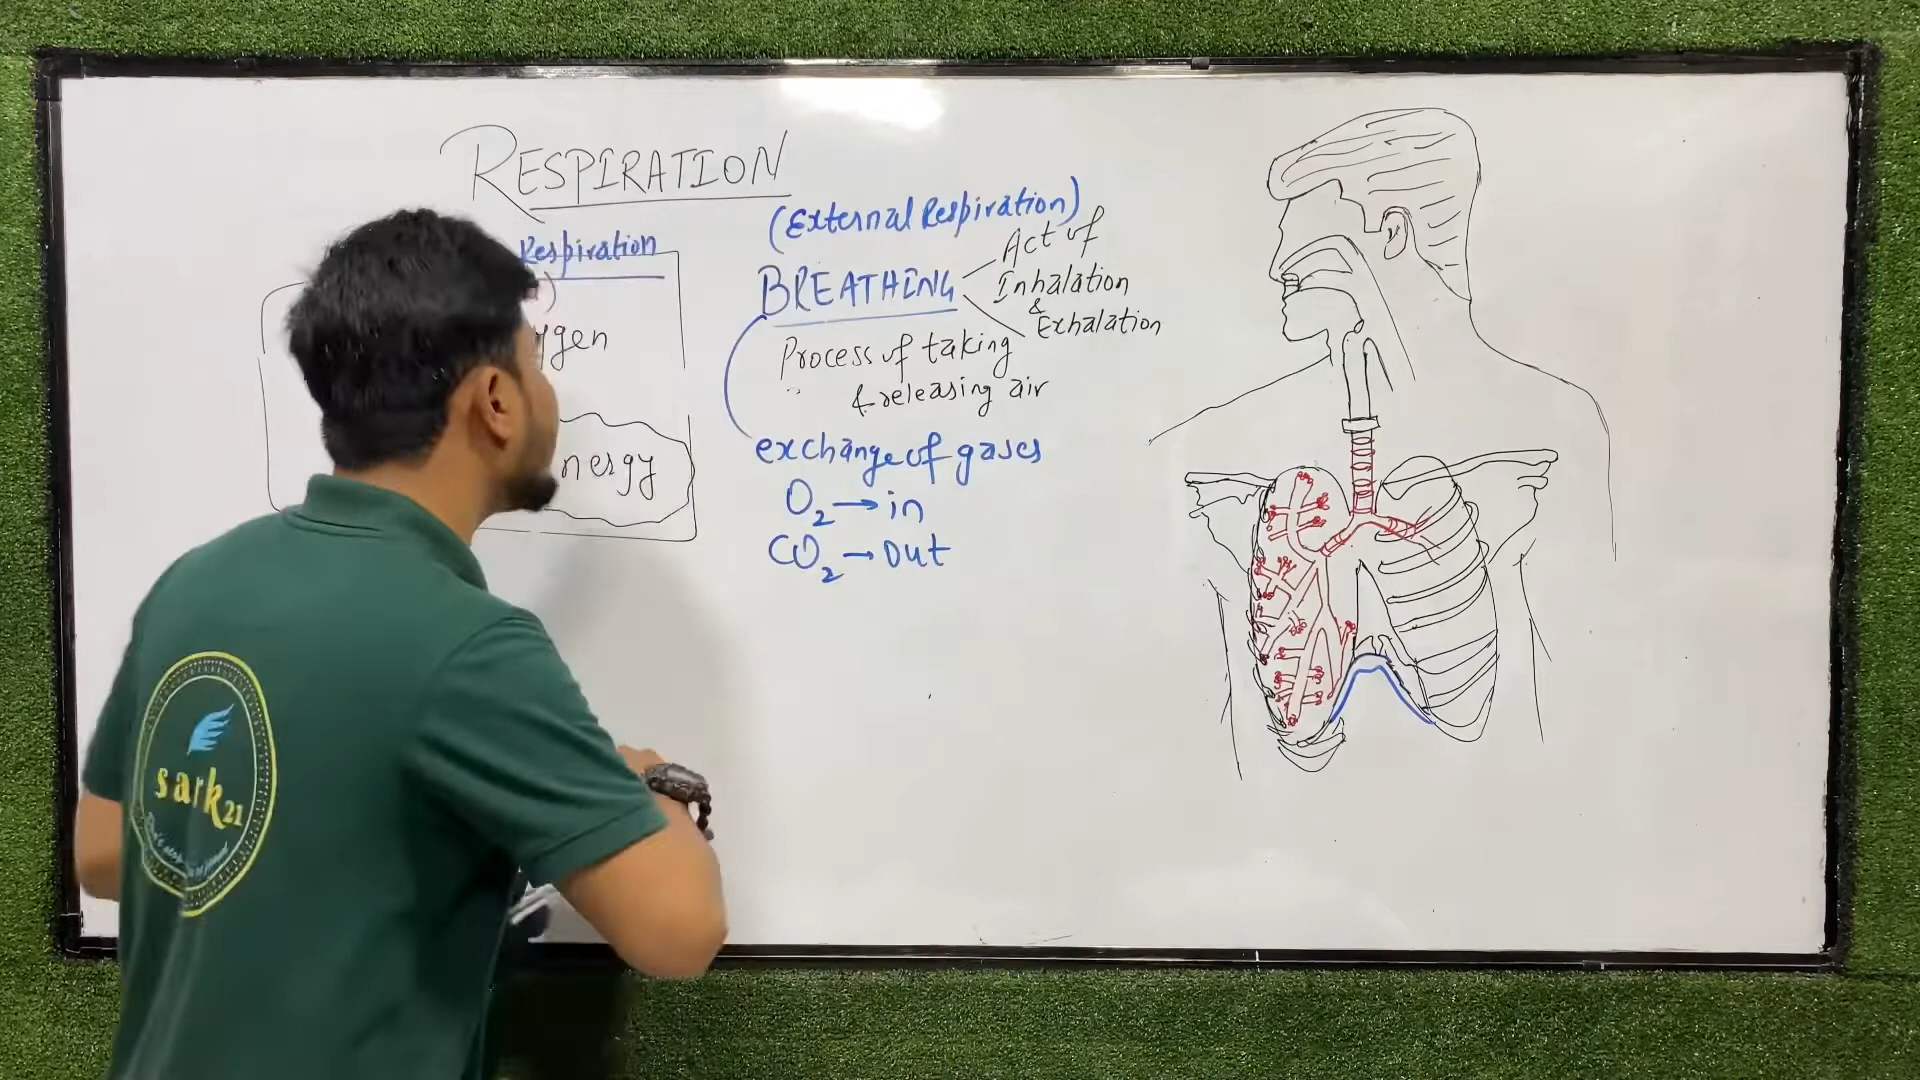 RESPIRATION
Respiration
(External Respiration)
BREATHING
Act of
Inhalation
&
Exhalation
Process of taking
& releasing air
exchange of gases
O₂ → in
CO₂ → out
ygen
nergy
sark21